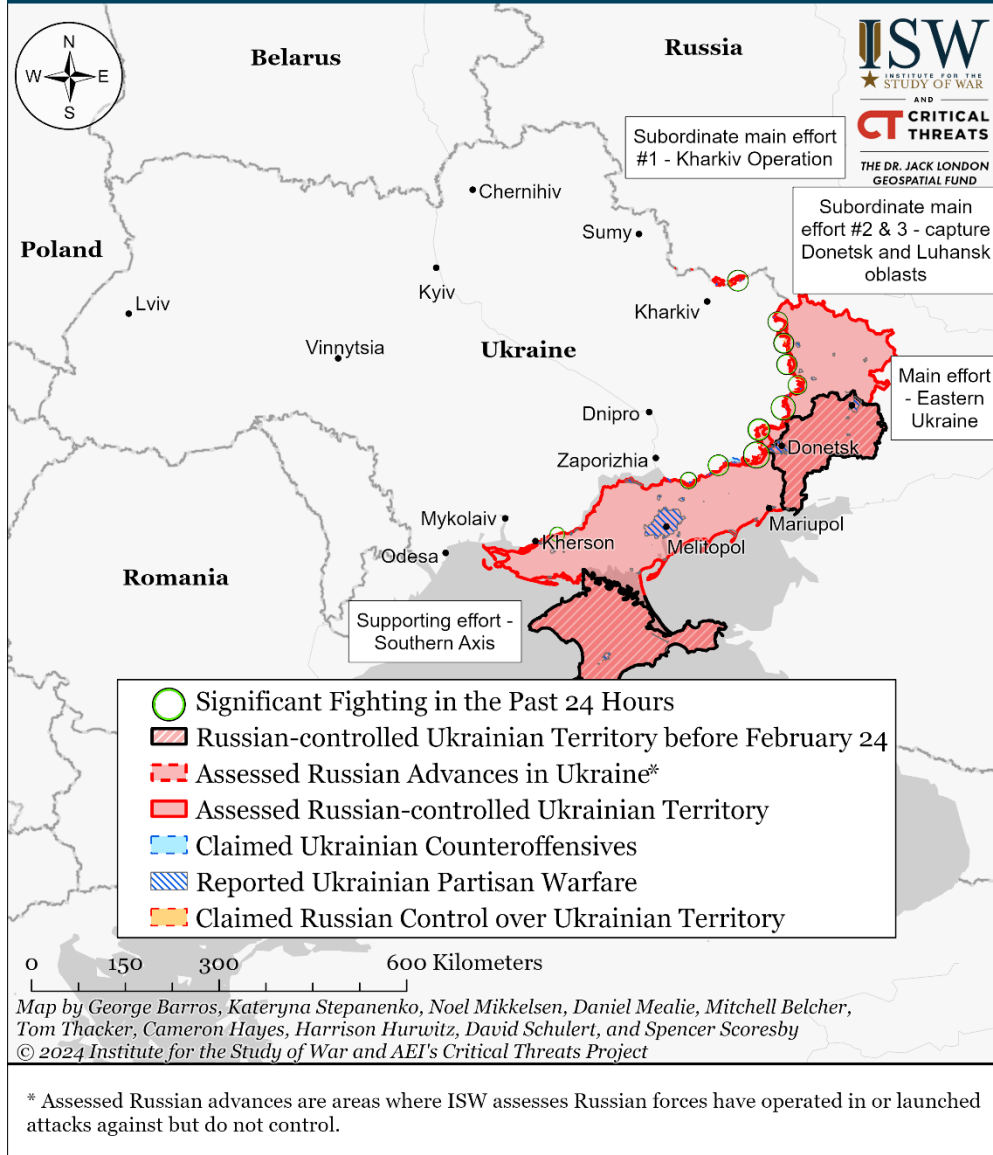 N
W
E
S
Belarus
Russia
ISW
INSTITUTE FOR THE
STUDY OF WAR
AND
CT CRITICAL
THREATS
THE DR. JACK LONDON
GEOSPATIAL FUND
Subordinate main effort
#1 - Kharkiv Operation
Subordinate main
effort #2 & 3 - capture
Donetsk and Luhansk
oblasts
Chernihiv
Sumy
Poland
Kyiv
Lviv
Kharkiv
Vinnytsia
Ukraine
Main effort
- Eastern
Ukraine
Dnipro
Donetsk
Zaporizhia
Mykolaiv
Mariupol
Kherson
Melitopol
Odesa
Romania
Supporting effort -
Southern Axis
Significant Fighting in the Past 24 Hours
Russian-controlled Ukrainian Territory before February 24
Assessed Russian Advances in Ukraine*
Assessed Russian-controlled Ukrainian Territory
Claimed Ukrainian Counteroffensives
Reported Ukrainian Partisan Warfare
Claimed Russian Control over Ukrainian Territory
0 150 300 600 Kilometers
Map by George Barros, Kateryna Stepanenko, Noel Mikkelsen, Daniel Mealie, Mitchell Belcher,
Tom Thacker, Cameron Hayes, Harrison Hurwitz, David Schulert, and Spencer Scoresby
© 2024 Institute for the Study of War and AEI's Critical Threats Project
* Assessed Russian advances are areas where ISW assesses Russian forces have operated in or launched
attacks against but do not control.